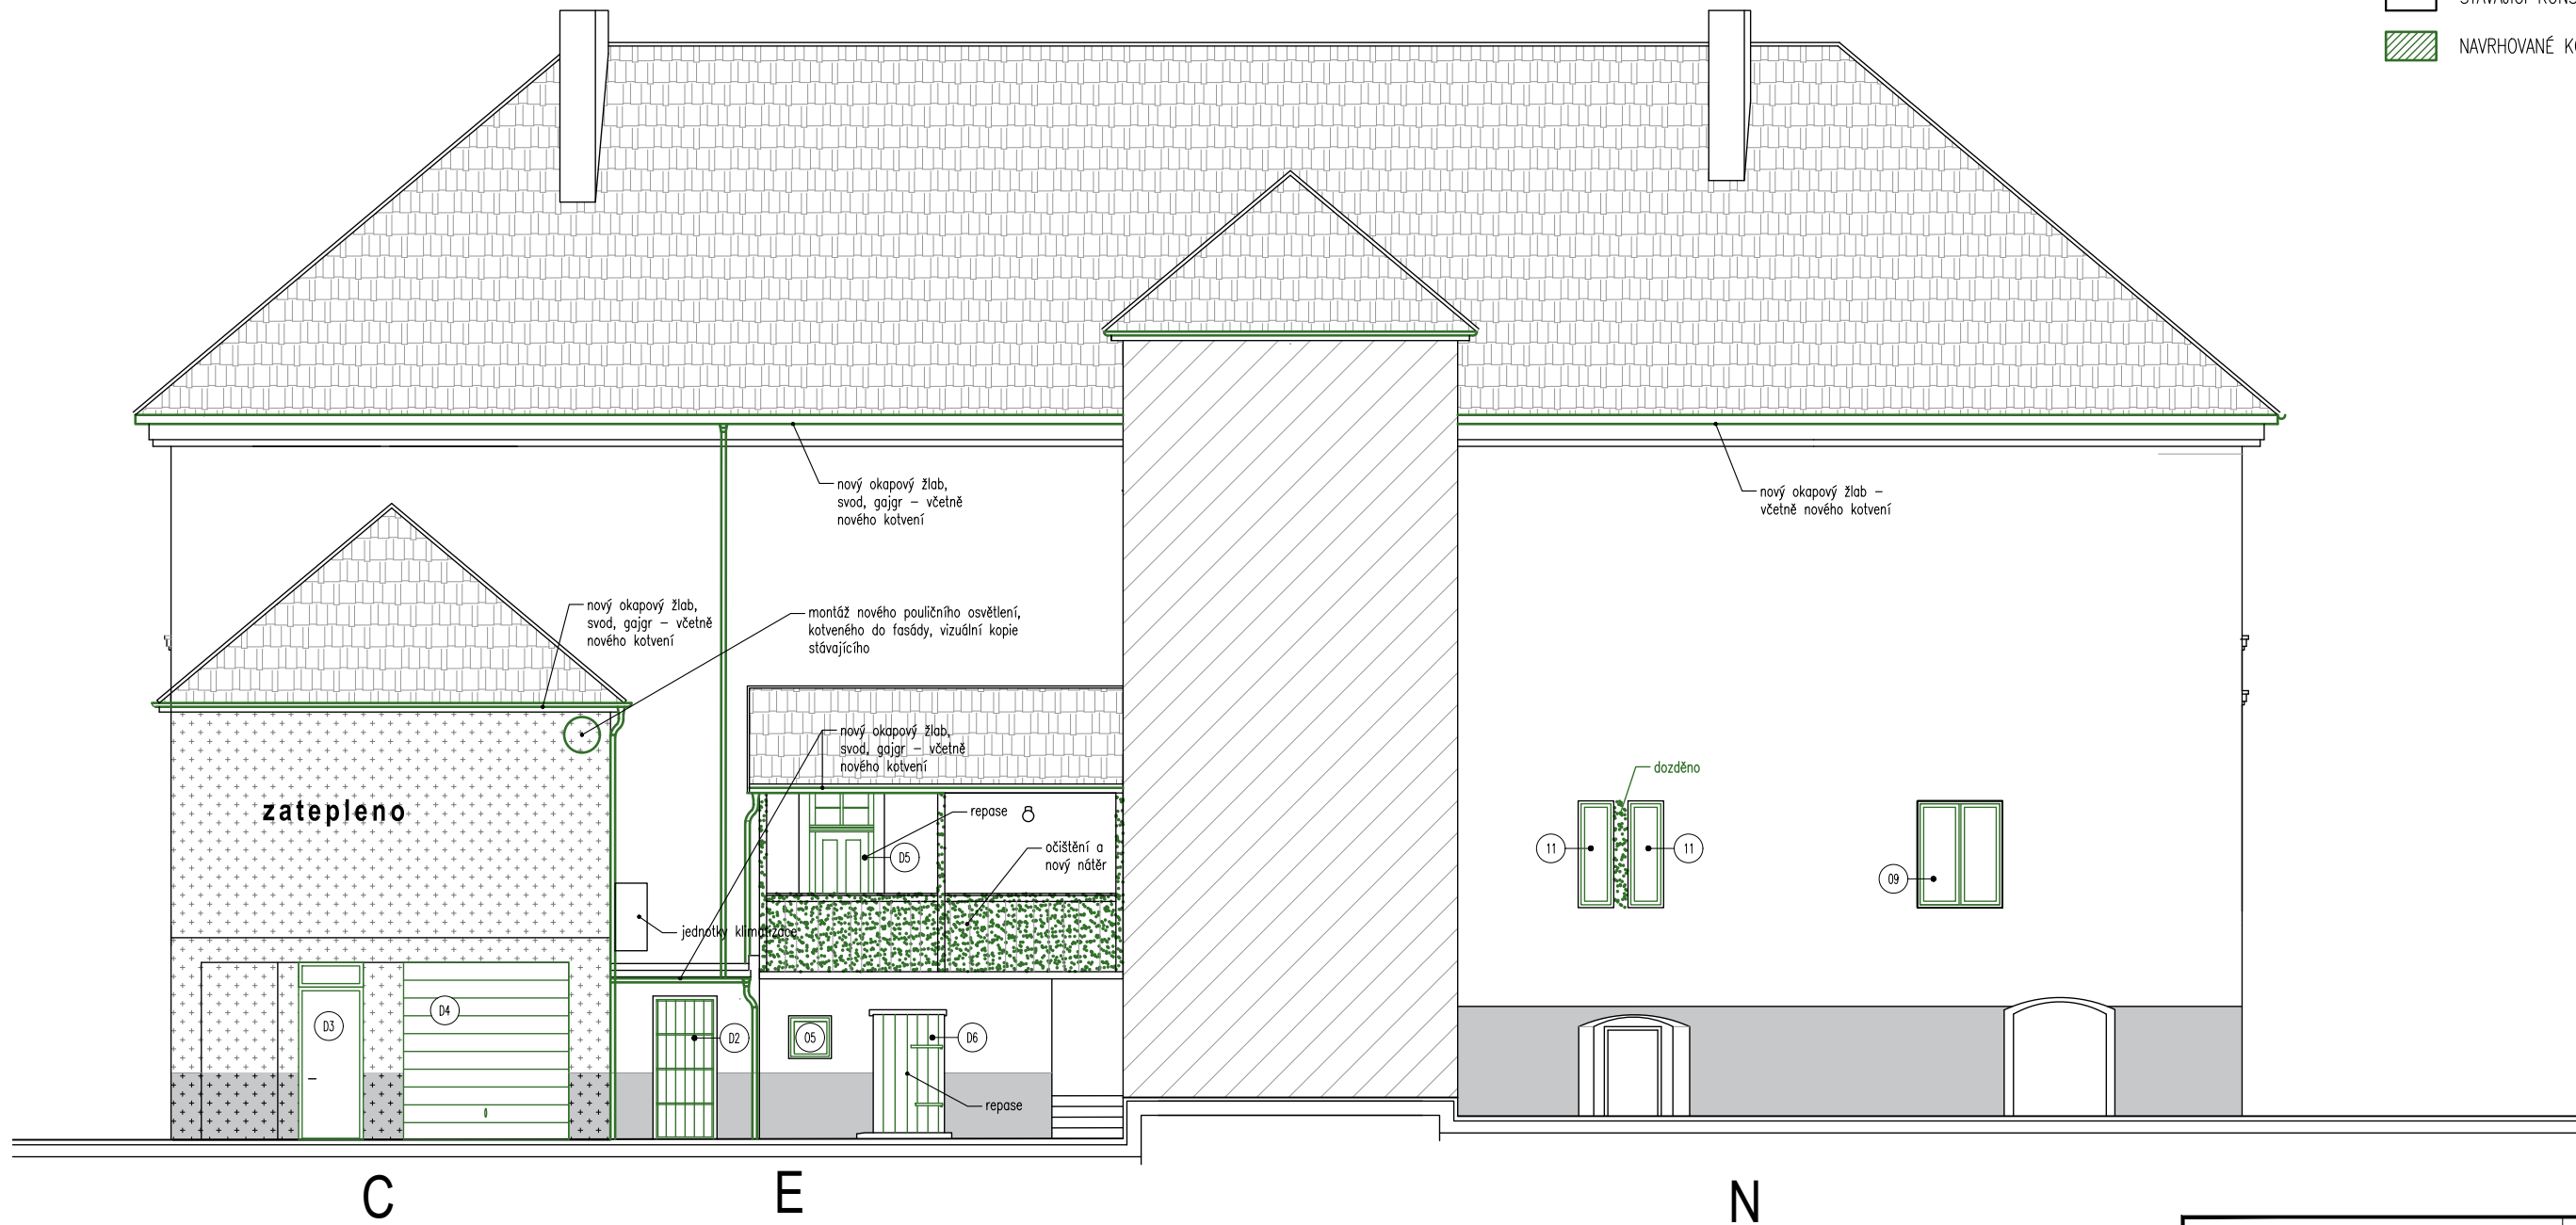 NAVRHOVANÉ
nový okapový žlab,
svod, gajgr – včetně
nového kotvení
nový okapový žlab –
včetně nového kotvení
nový okapový žlab,
svod, gajgr – včetně
nového kotvení
montáž nového pouličního osvětlení,
kotveného do fasády, vizuální kopie
stávajícího
nový okapový žlab,
svod, gajgr – včetně
nového kotvení
dozděno
zatepleno
repase
očištění a
nový nátěr
D5
11
11
09
jednotky klimatizace
D3
D4
D2
05
D6
repase
C
E
N